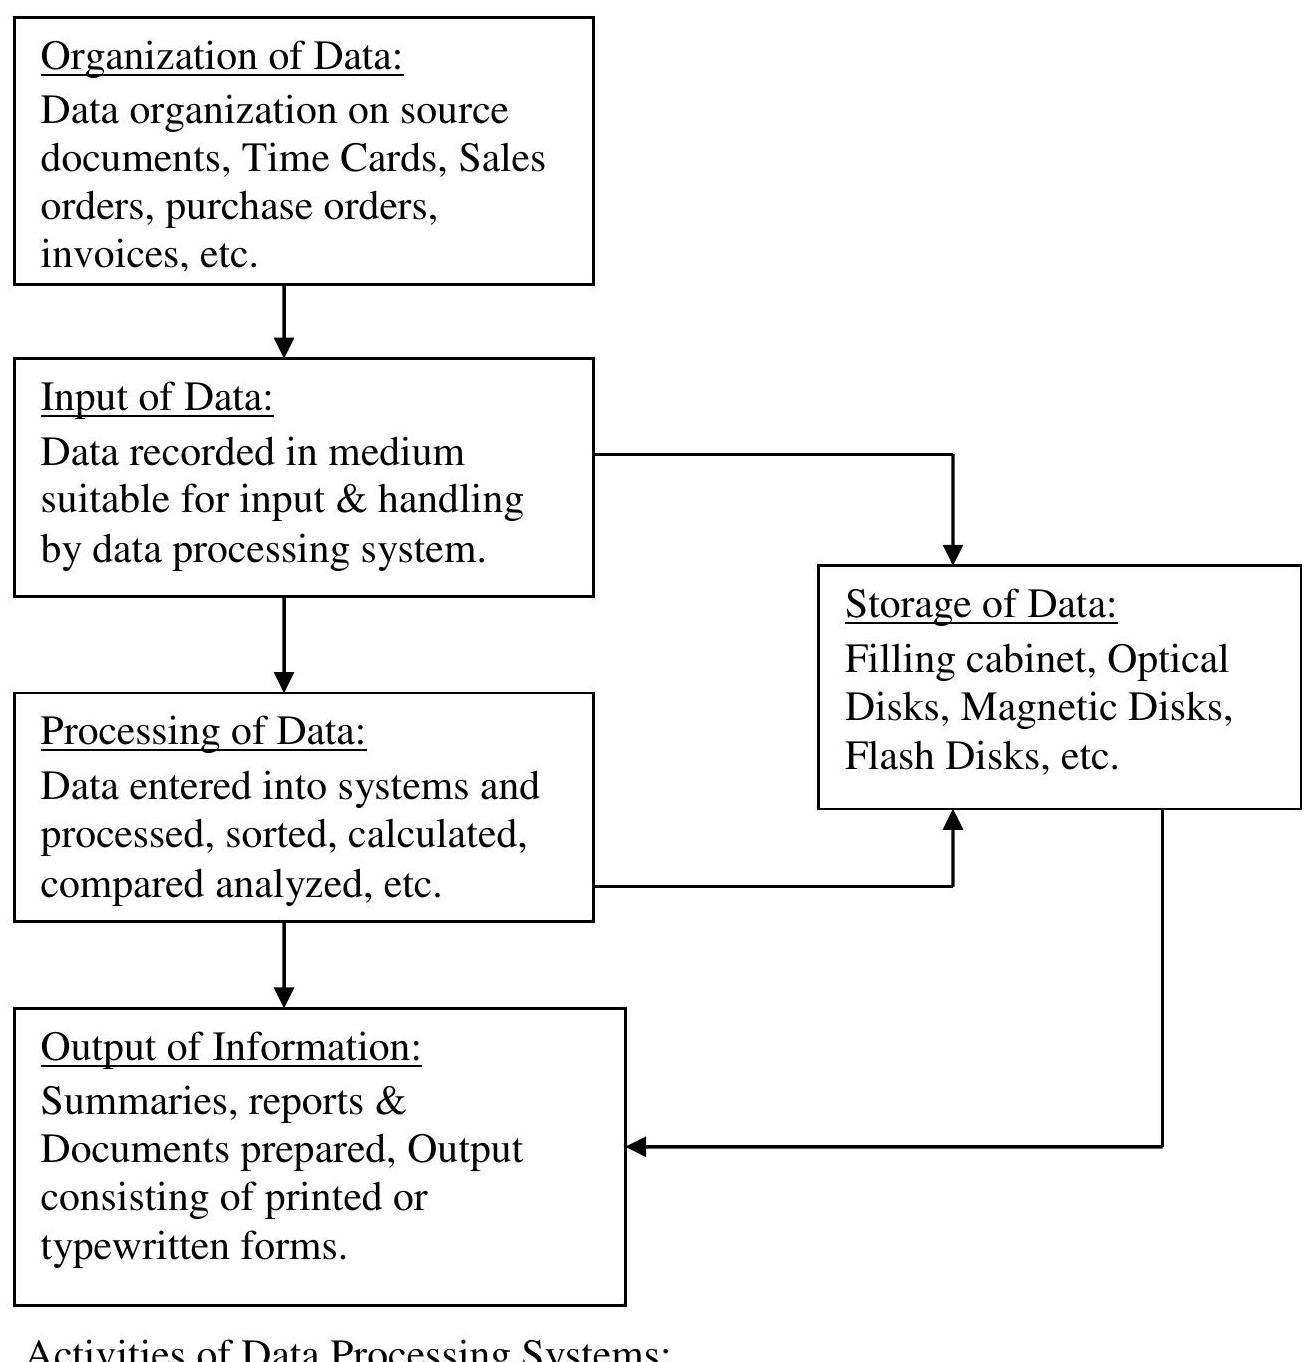 Organization of Data:
Data organization on source
documents, Time Cards, Sales
orders, purchase orders,
invoices, etc.
Input of Data:
Data recorded in medium
suitable for input & handling
by data processing system.
Storage of Data:
Filling cabinet, Optical
Disks, Magnetic Disks,
Flash Disks, etc.
Processing of Data:
Data entered into systems and
processed, sorted, calculated,
compared analyzed, etc.
Output of Information:
Summaries, reports &
Documents prepared, Output
consisting of printed or
typewritten forms.
Activities of Data Processing Systems: